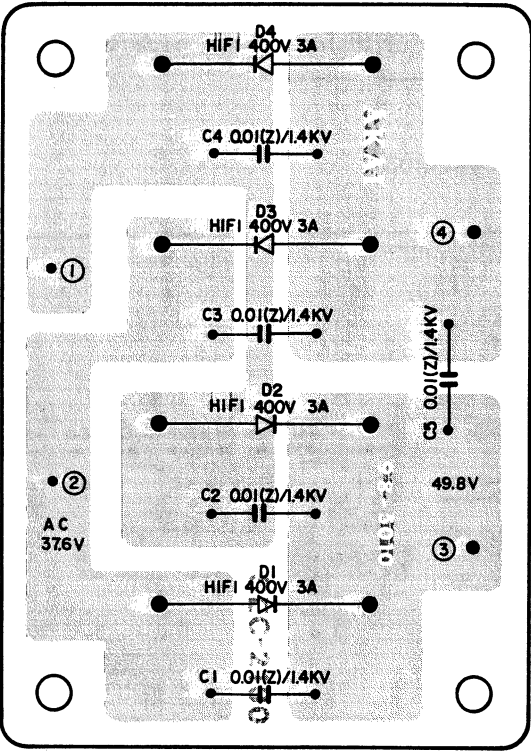 D4
HIFI 400V 3A
C4 0.01(Z)/1.4KV
D3
HIFI 400V 3A
④
①
C3 0.01(Z)/1.4KV
C5 0.01(Z)/1.4KV
D2
HIFI 400V 3A
②
C2 0.01(Z)/1.4KV
49.8V
AC
37.6V
③
D1
HIFI 400V 3A
C1 0.01(Z)/1.4KV